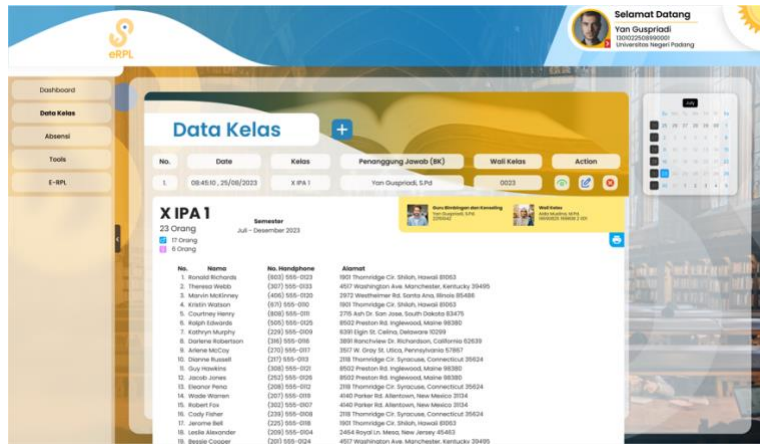 Selamat Datang
Yan Guspriadi
1301022508990001
Universitas Negeri Padang
eRPL
Dashboard
Data Kelas
Absensi
Tools
E-RPL
Data Kelas
+
No. Date Kelas Penanggung Jawab (BK) Wali Kelas Action
1. 08:45:10 , 25/08/2023 X IPA 1 Yan Guspriadi, S.Pd 0023
July
X IPA 1
23 Orang
17 Orang
6 Orang
Semester
Juli - Desember 2023
Guru Bimbingan dan Konseling
Yan Guspriadi, S.Pd
Wali Kelas
No. Nama No. Handphone Alamat
1. Ronald Richards (603) 555-0123 1901 Thornridge Cir. Shiloh, Hawaii 81063
2. Theresa Webb (307) 555-0133 4517 Washington Ave. Manchester, Kentucky 39495
3. Marvin McKinney (406) 555-0120 2972 Westheimer Rd. Santa Ana, Illinois 85486
4. Kristin Watson (671) 555-0110 1901 Thornridge Cir. Shiloh, Hawaii 81063
5. Courtney Henry (808) 555-0111 2715 Ash Dr. San Jose, South Dakota 83475
6. Ralph Edwards (505) 555-0125 8502 Preston Rd. Inglewood, Maine 98380
7. Kathryn Murphy (229) 555-0109 6391 Elgin St. Celina, Delaware 10299
8. Darlene Robertson (316) 555-0116 3891 Ranchview Dr. Richardson, California 62639
9. Arlene McCoy (270) 555-0117 3517 W. Gray St. Utica, Pennsylvania 57867
10. Dianne Russell (217) 555-0113 2118 Thornridge Cir. Syracuse, Connecticut 35624
11. Guy Hawkins (308) 555-0121 8502 Preston Rd. Inglewood, Maine 98380
12. Jacob Jones (252) 555-0126 8502 Preston Rd. Inglewood, Maine 98380
13. Eleanor Pena (208) 555-0112 2118 Thornridge Cir. Syracuse, Connecticut 35624
14. Wade Warren (207) 555-0119 4140 Parker Rd. Allentown, New Mexico 31134
15. Robert Fox (302) 555-0107 4140 Parker Rd. Allentown, New Mexico 31134
16. Cody Fisher (239) 555-0108 2118 Thornridge Cir. Syracuse, Connecticut 35624
17. Jerome Bell (225) 555-0118 1901 Thornridge Cir. Shiloh, Hawaii 81063
18. Leslie Alexander (209) 555-0104 2464 Royal Ln. Mesa, New Jersey 45463
19. Bessie Cooper (201) 555-0124 4517 Washington Ave. Manchester, Kentucky 39495